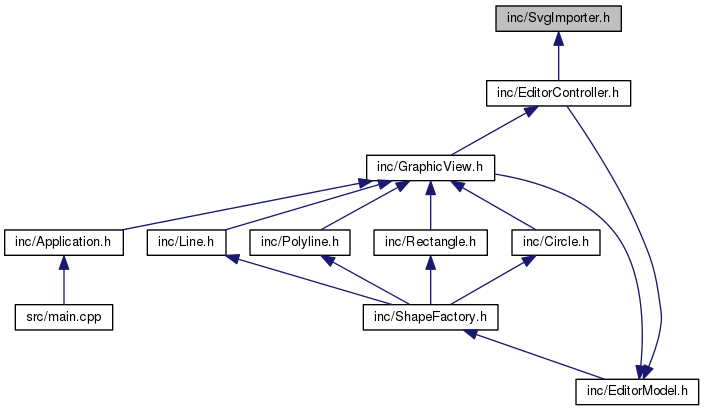 inc/SvgImporter.h
inc/EditorController.h
inc/GraphicView.h
inc/Application.h
inc/Line.h
inc/Polyline.h
inc/Rectangle.h
inc/Circle.h
src/main.cpp
inc/ShapeFactory.h
inc/EditorModel.h